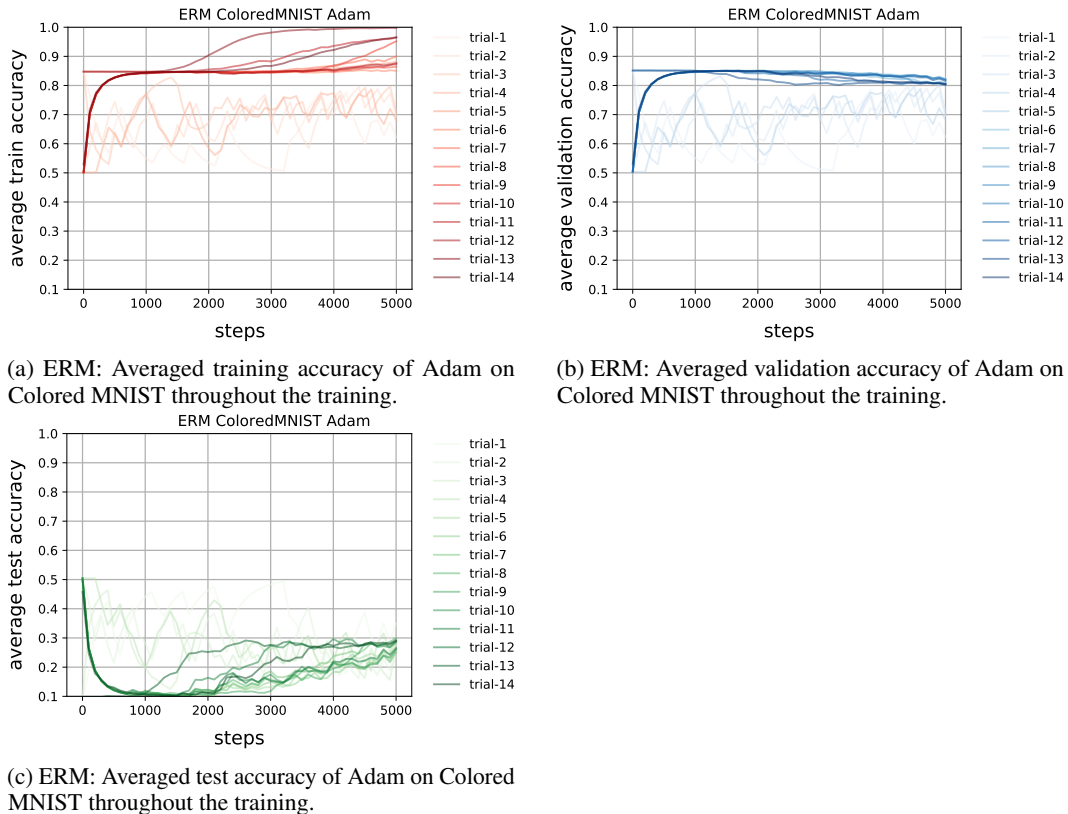 ERM ColoredMNIST Adam
average train accuracy
1.0
0.9
0.8
0.7
0.6
0.5
0.4
0.3
0.2
0.1
0
1000
2000
3000
4000
5000
steps
trial-1
trial-2
trial-3
trial-4
trial-5
trial-6
trial-7
trial-8
trial-9
trial-10
trial-11
trial-12
trial-13
trial-14
(a) ERM: Averaged training accuracy of Adam on
Colored MNIST throughout the training.
ERM ColoredMNIST Adam
average validation accuracy
1.0
0.9
0.8
0.7
0.6
0.5
0.4
0.3
0.2
0.1
0
1000
2000
3000
4000
5000
steps
trial-1
trial-2
trial-3
trial-4
trial-5
trial-6
trial-7
trial-8
trial-9
trial-10
trial-11
trial-12
trial-13
trial-14
(b) ERM: Averaged validation accuracy of Adam on
Colored MNIST throughout the training.
ERM ColoredMNIST Adam
average test accuracy
1.0
0.9
0.8
0.7
0.6
0.5
0.4
0.3
0.2
0.1
0
1000
2000
3000
4000
5000
steps
trial-1
trial-2
trial-3
trial-4
trial-5
trial-6
trial-7
trial-8
trial-9
trial-10
trial-11
trial-12
trial-13
trial-14
(c) ERM: Averaged test accuracy of Adam on Colored
MNIST throughout the training.